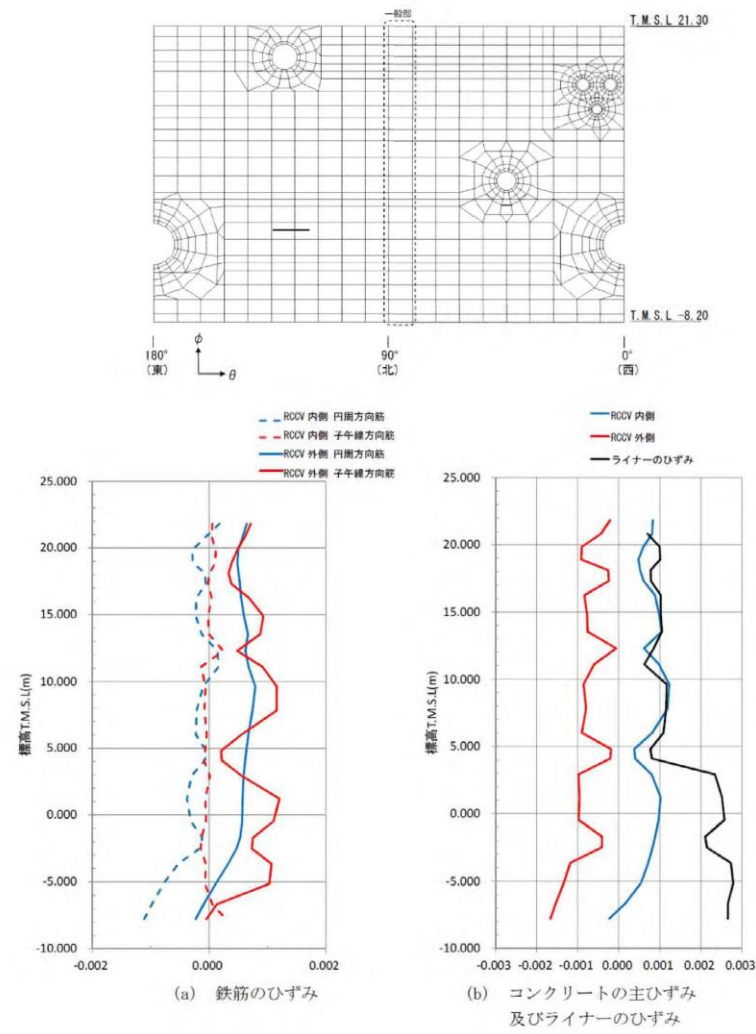 一般部
T.M.S.L 21.30
T.M.S.L -8.20
180°
(東)
φ
θ
90°
(北)
0°
(西)
RCCV 内側 円周方向筋
RCCV 内側 子午線方向筋
RCCV 外側 円周方向筋
RCCV 外側 子午線方向筋
25.000
20.000
15.000
10.000
5.000
0.000
-5.000
-10.000
標高T.M.S.L(m)
-0.002
0.000
0.002
(a) 鉄筋のひずみ
RCCV 内側
RCCV 外側
ライナーのひずみ
25.000
20.000
15.000
10.000
5.000
0.000
-5.000
-10.000
標高T.M.S.L(m)
-0.003
-0.002
-0.001
0.000
0.001
0.002
0.003
(b) コンクリートの主ひずみ
及びライナーのひずみ